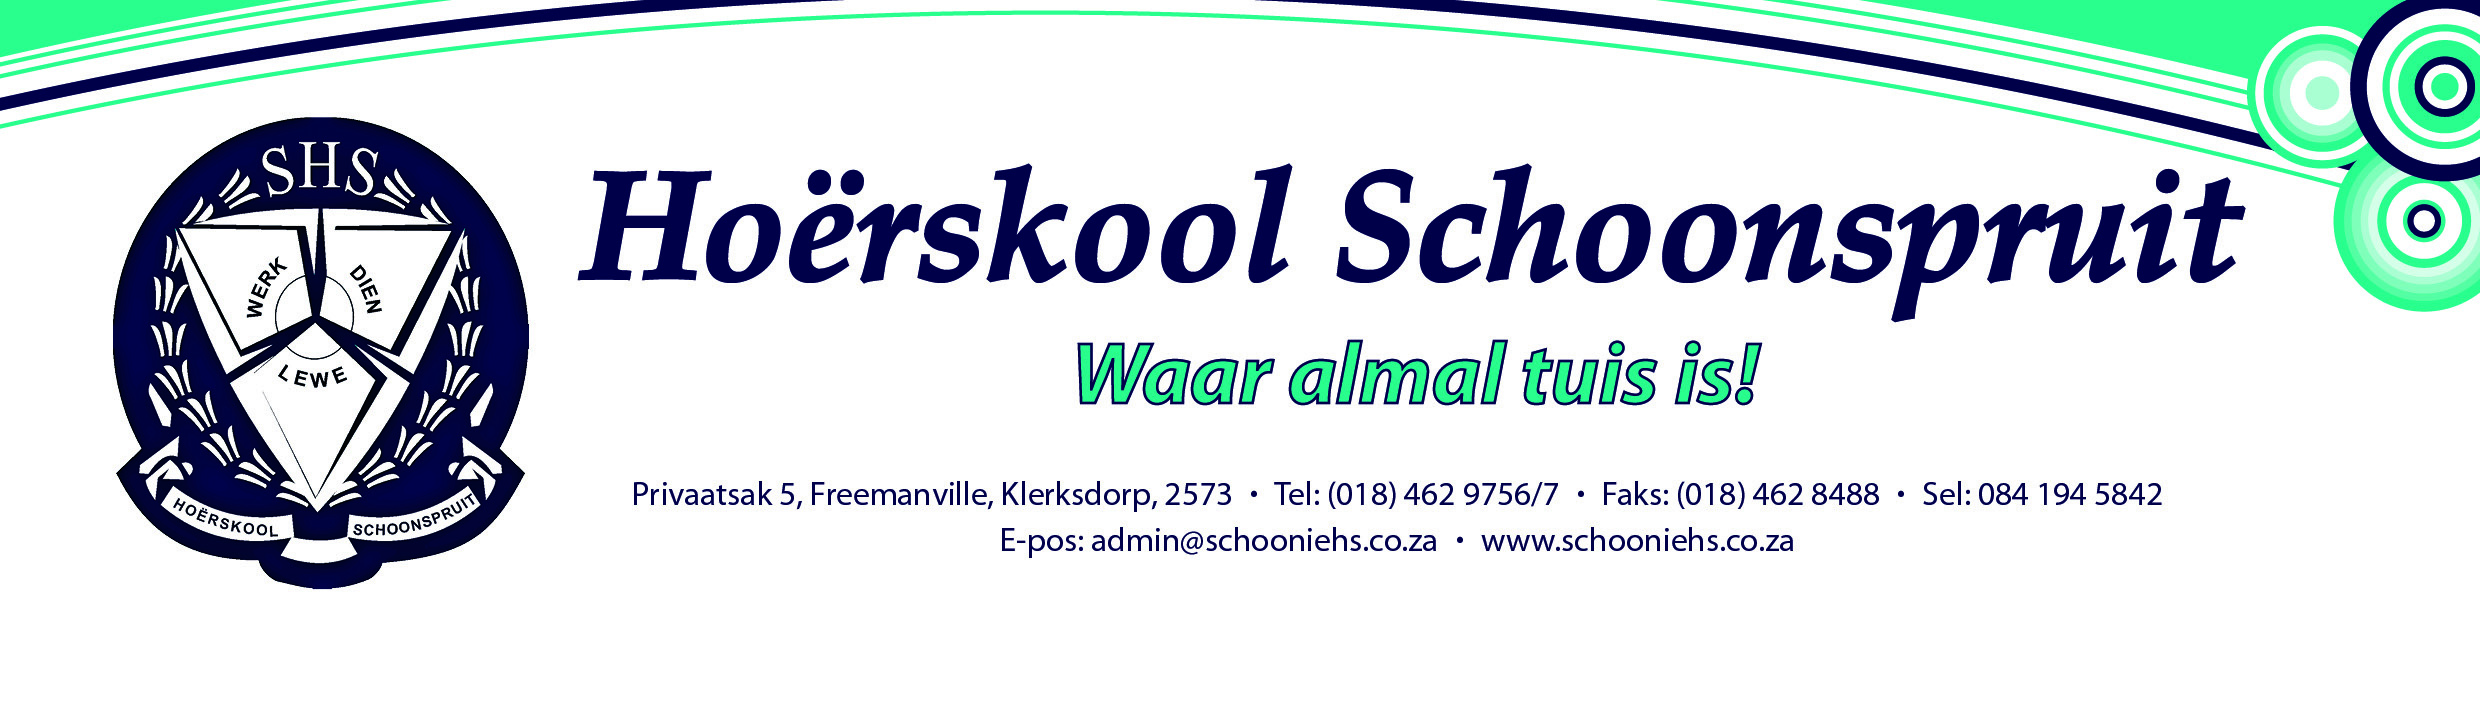 SHS
WERK
DIEN
LEWE
HOËRSKOOL SCHOONSPRUIT
Hoërskool Schoonspruit
Waar almal tuis is!
Privaatsak 5, Freemanville, Klerksdorp, 2573 • Tel: (018) 462 9756/7 • Faks: (018) 462 8488 • Sel: 084 194 5842
E-pos: admin@schooniehs.co.za • www.schooniehs.co.za